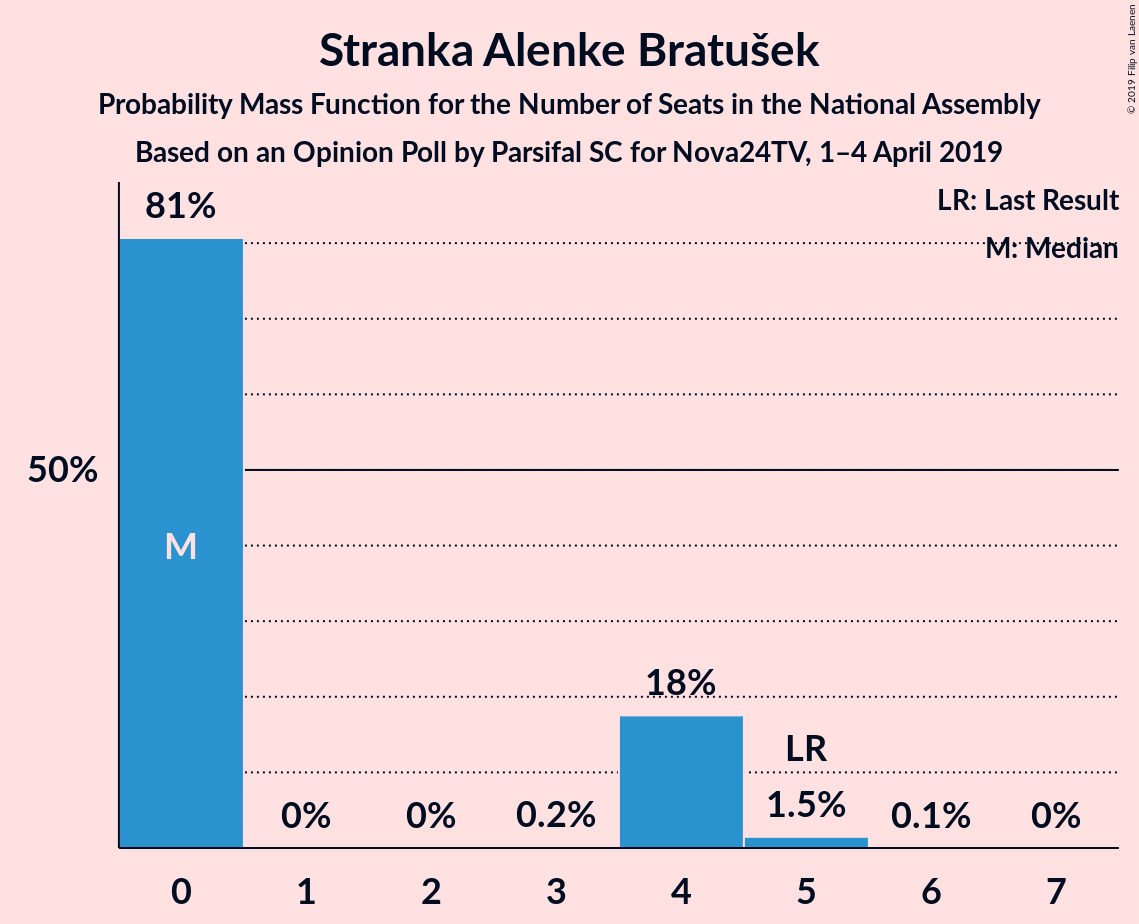 Stranka Alenke Bratušek
Probability Mass Function for the Number of Seats in the National Assembly
Based on an Opinion Poll by Parsifal SC for Nova24TV, 1–4 April 2019
© 2019 Filip van Laenen
LR: Last Result
M: Median
81%
50%
M
18%
LR
0%
0%
0.2%
1.5%
0.1%
0%
0
1
2
3
4
5
6
7